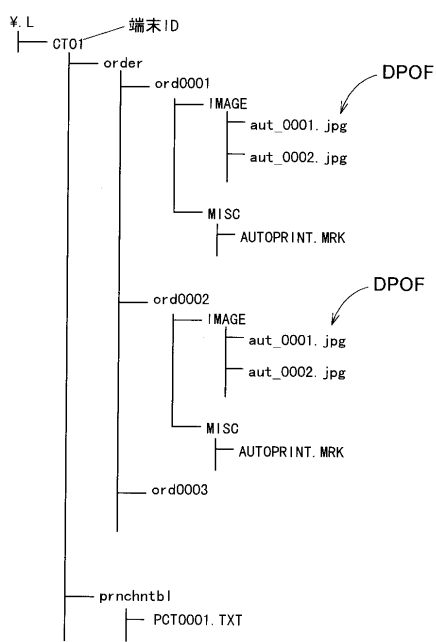 ¥.L
CT01
端末ID
order
ord0001
DPOF
IMAGE
aut_0001.jpg
aut_0002.jpg
MISC
AUTOPRINT.MRK
ord0002
DPOF
IMAGE
aut_0001.jpg
aut_0002.jpg
MISC
AUTOPRINT.MRK
ord0003
prnchntbl
PCT0001.TXT